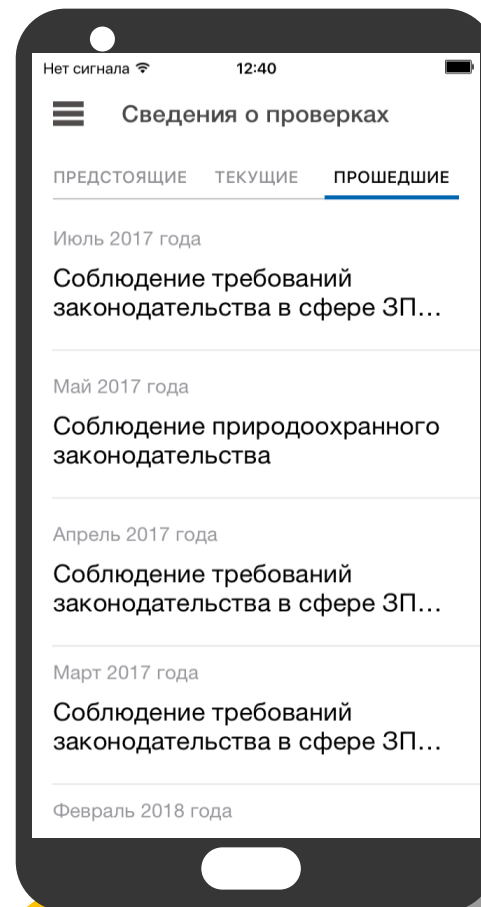 Нет сигнала 12:40
Сведения о проверках
ПРЕДСТОЯЩИЕ ТЕКУЩИЕ ПРОШЕДШИЕ
Июль 2017 года
Соблюдение требований
законодательства в сфере ЗП...
Май 2017 года
Соблюдение природоохранного
законодательства
Апрель 2017 года
Соблюдение требований
законодательства в сфере ЗП...
Март 2017 года
Соблюдение требований
законодательства в сфере ЗП...
Февраль 2018 года